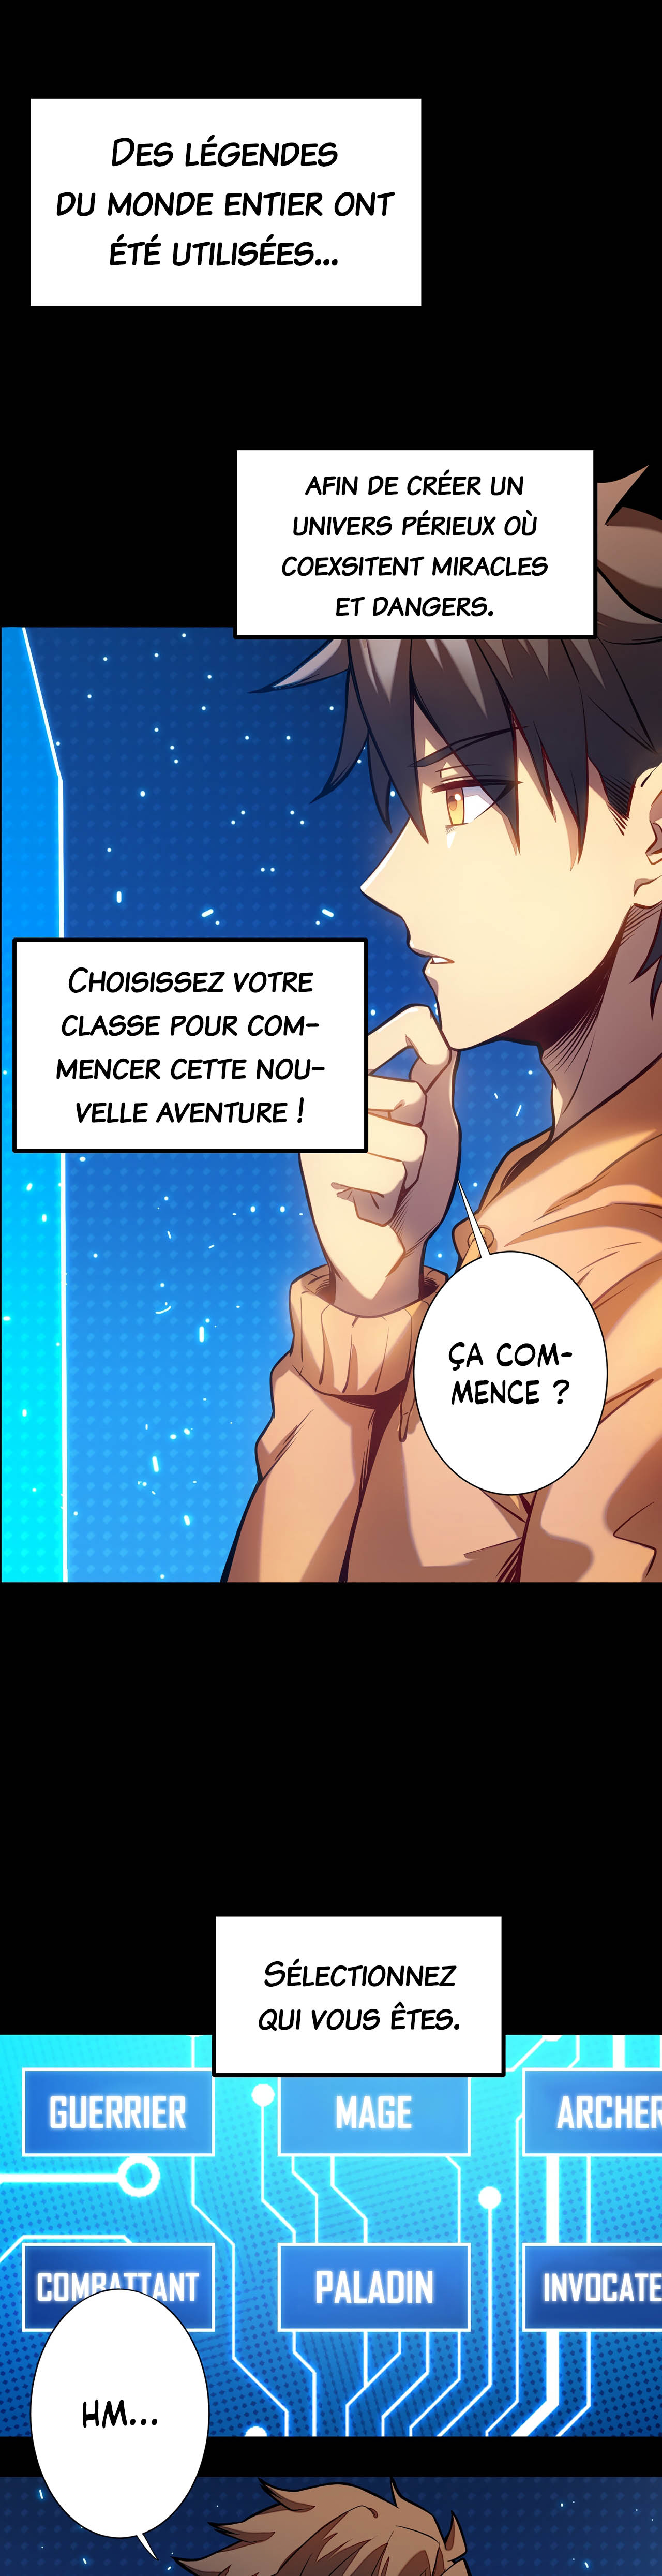 DES LÉGENDES
DU MONDE ENTIER ONT
ÉTÉ UTILISÉES...
AFIN DE CRÉER UN
UNIVERS PÉRIEUX OÙ
COEXSITENT MIRACLES
ET DANGERS.
CHOISISSEZ VOTRE
CLASSE POUR COM-
MENCER CETTE NOU-
VELLE AVENTURE !
ÇA COM-
MENCE ?
SÉLECTIONNEZ
QUI VOUS ÊTES.
GUERRIER
MAGE
ARCHER
COMBATTANT
PALADIN
INVOCATE
HM...